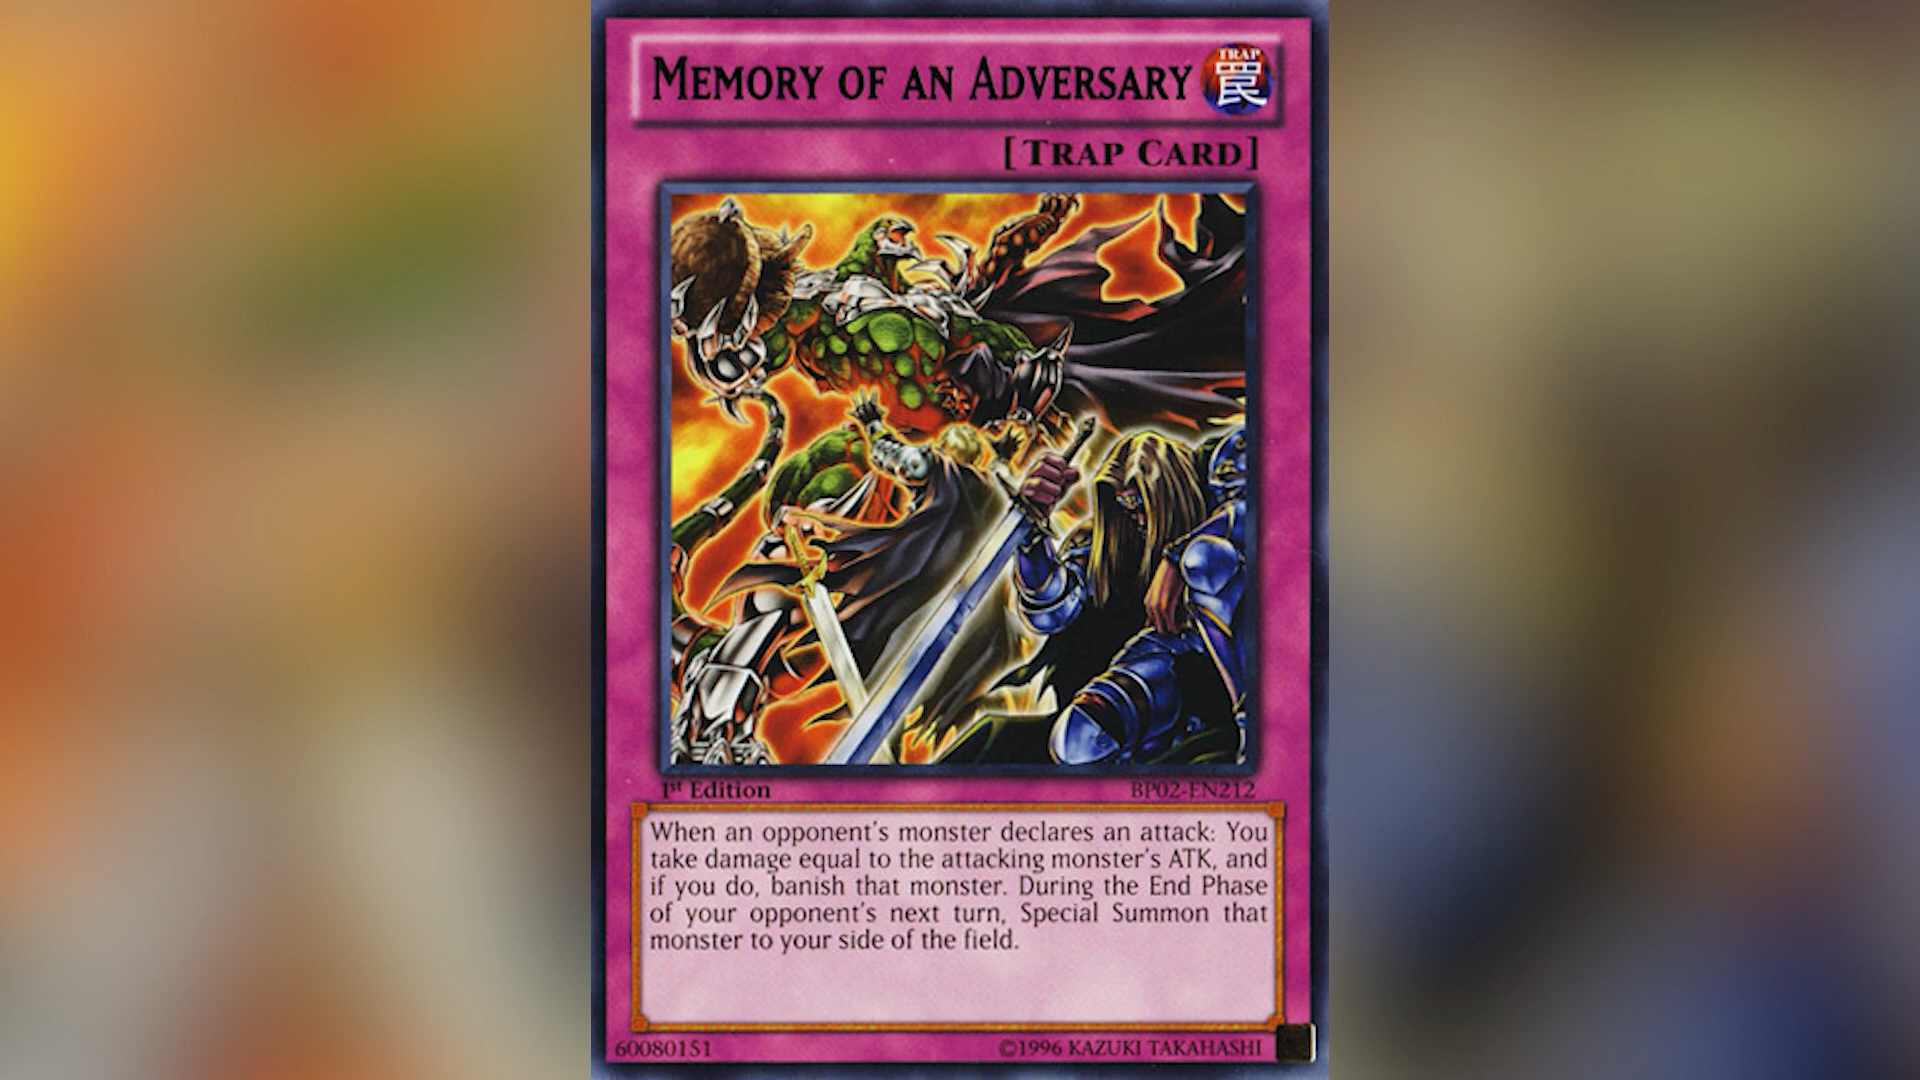 MEMORY OF AN ADVERSARY
TRAP
罠
[TRAP CARD]
1st Edition
BP02-EN212
When an opponent's monster declares an attack: You
take damage equal to the attacking monster's ATK, and
if you do, banish that monster. During the End Phase
of your opponent's next turn, Special Summon that
monster to your side of the field.
60080151
©1996 KAZUKI TAKAHASHI